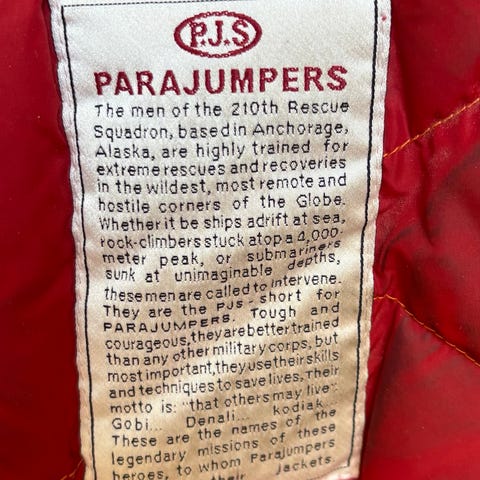 P.J.S
PARAJUMPERS
The men of the 210th Rescue
Squadron, based in Anchorage,
Alaska, are highly trained for
extreme rescues and recoveries
in the wildest, most remote and
hostile corners of the Globe.
Whether it be ships adrift at sea,
rock-climbers stuck atop a 4,000-
meter peak, or submariners
sunk at unimaginable depths,
these men are called to intervene.
They are the PJS - short for
PARAJUMPERS. Tough and
courageous, they are better trained
than any other military corps, but
most important, they use their skills
and techniques to save lives, Their
motto is: "that others may live".
Gobi... Denali... kodiak...
These are the names of the
legendary missions of these
heroes, to whom Parajumpers
their jackets.